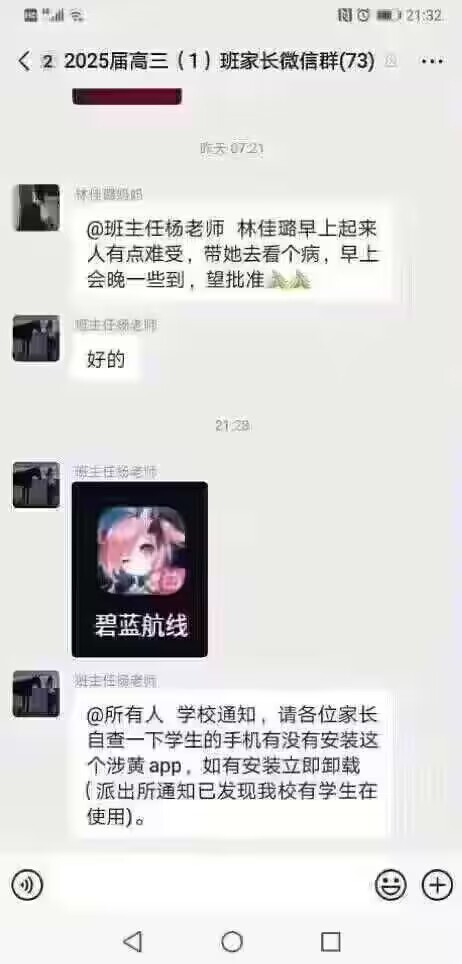 21:32
2 2025届高三（1）班家长微信群(73)
昨天 07:21
林佳璐妈妈
@班主任杨老师 林佳璐早上起来
人有点难受，带她去看个病，早上
会晚一些到，望批准
班主任杨老师
好的
21:28
班主任杨老师
碧蓝航线
班主任杨老师
@所有人 学校通知，请各位家长
自查一下学生的手机有没有安装这
个涉黄app，如有安装立即卸载
(派出所通知已发现我校有学生在
使用)。